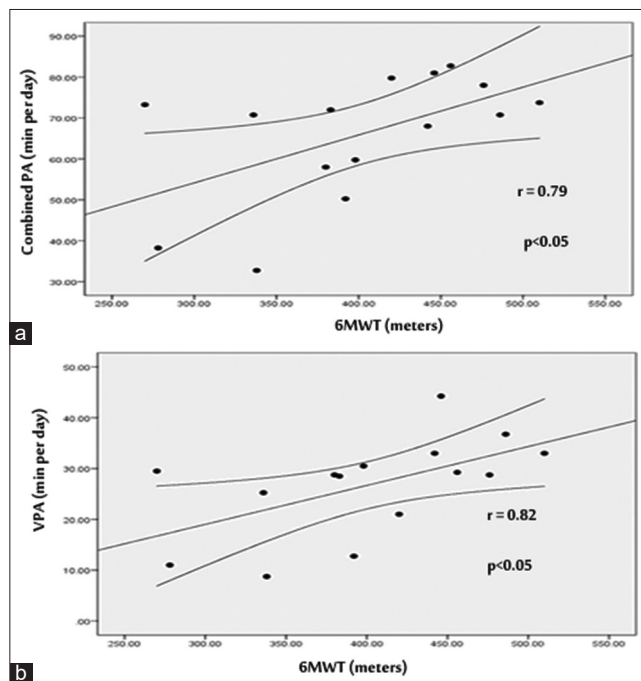 90.00
80.00
70.00
60.00
50.00
40.00
30.00
Combined PA (min per day)
r = 0.79
p<0.05
250.00 300.00 350.00 400.00 450.00 500.00 550.00
6MWT (meters)
a
50.00
40.00
30.00
20.00
10.00
.00
VPA (min per day)
r = 0.82
p<0.05
250.00 300.00 350.00 400.00 450.00 500.00 550.00
6MWT (meters)
b